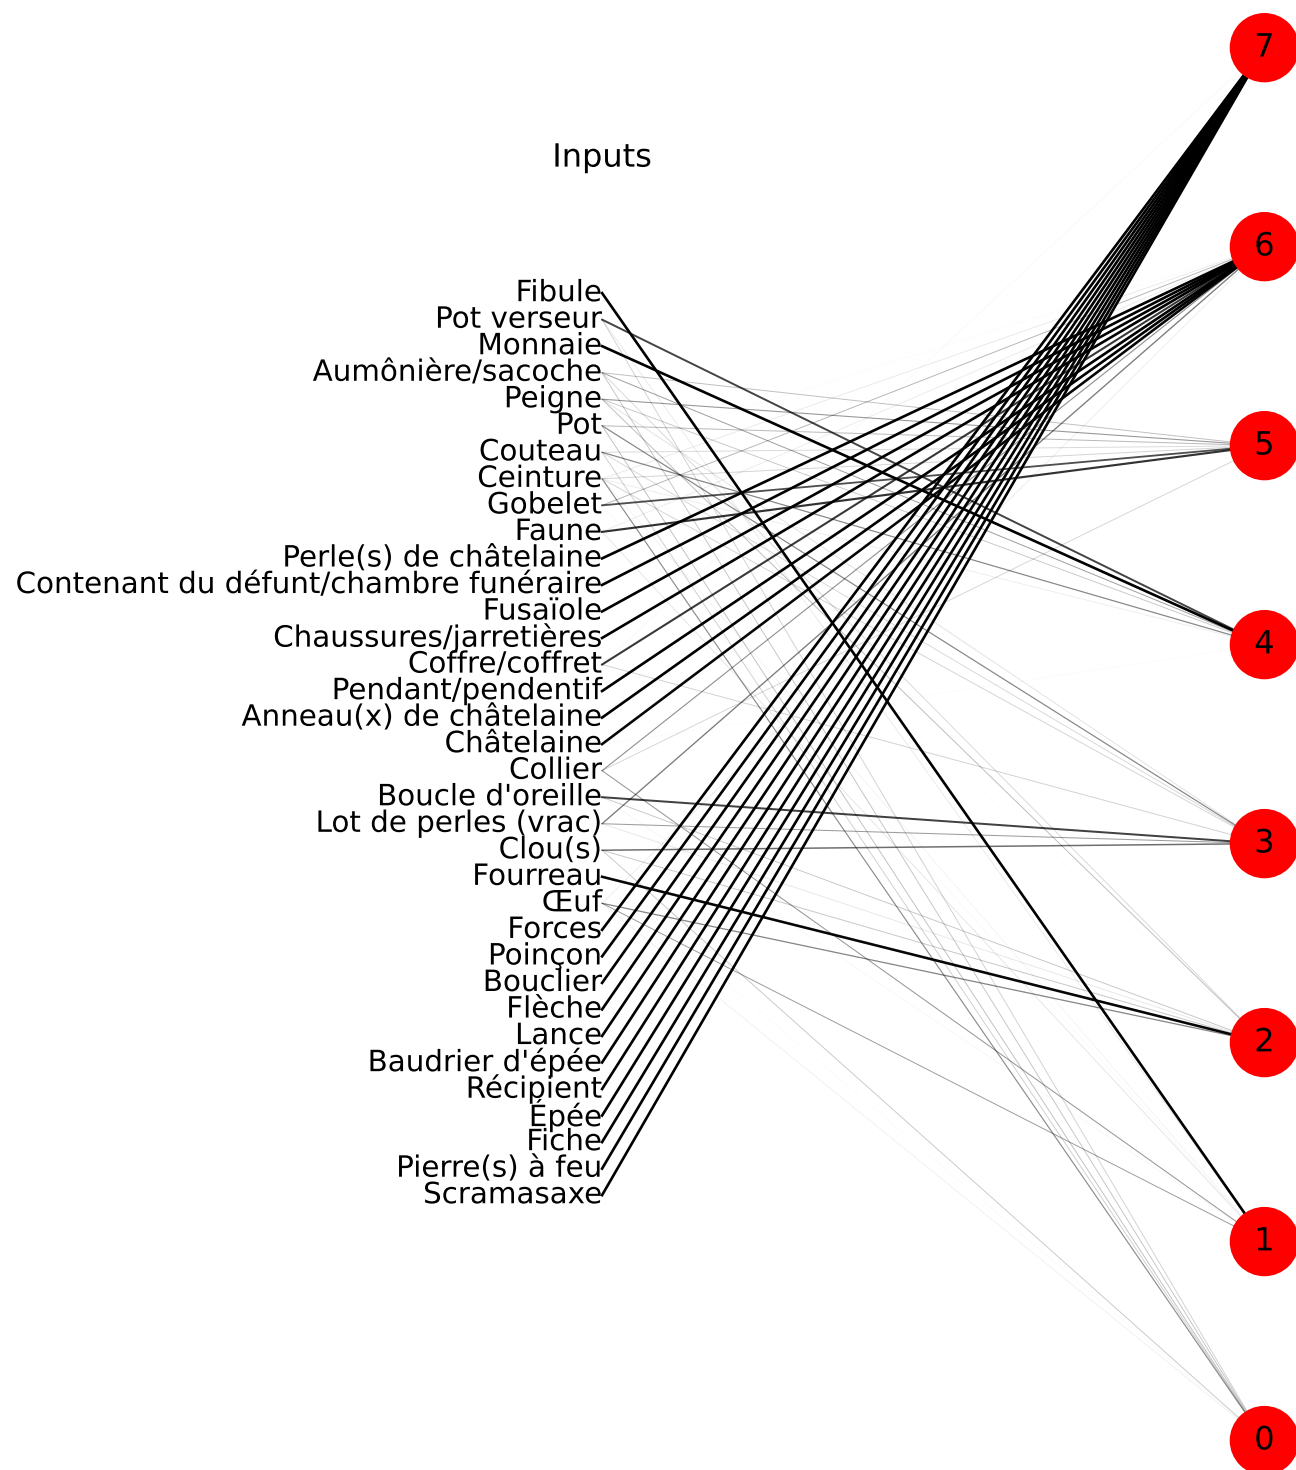 7
Inputs
6
Fibule
Pot verseur
Monnaie
Aumônière/sacoche
Peigne
Pot
5
Couteau
Ceinture
Gobelet
Faune
Perle(s) de châtelaine
Contenant du défunt/chambre funéraire
Fusaïole
Chaussures/jarretières
4
Coffre/coffret
Pendant/pendentif
Anneau(x) de châtelaine
Châtelaine
Collier
Boucle d'oreille
Lot de perles (vrac)
3
Clou(s)
Fourreau
Œuf
Forces
Poinçon
Bouclier
Flèche
Lance
2
Baudrier d'épée
Récipient
Épée
Fiche
Pierre(s) à feu
Scramasaxe
1
0